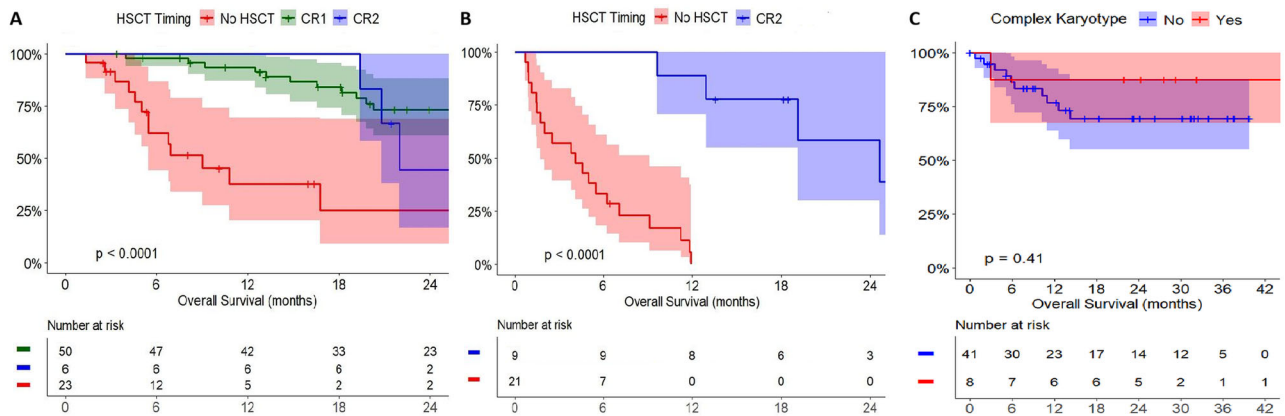 A
HSCT Timing No HSCT CR1 CR2
100%
75%
50%
25%
0%
p < 0.0001
0 6 12 18 24
Overall Survival (months)
Number at risk
50 47 42 33 23
6 6 6 6 2
23 12 5 2 2
0 6 12 18 24
B
HSCT Timing No HSCT CR2
100%
75%
50%
25%
0%
p < 0.0001
0 6 12 18 24
Overall Survival (months)
Number at risk
9 9 8 6 3
21 7 0 0 0
0 6 12 18 24
C
Complex Karyotype No Yes
100%
75%
50%
25%
0%
p = 0.41
0 6 12 18 24 30 36 42
Overall Survival (months)
Number at risk
41 30 23 17 14 12 5 0
8 7 6 6 5 2 1 1
0 6 12 18 24 30 36 42